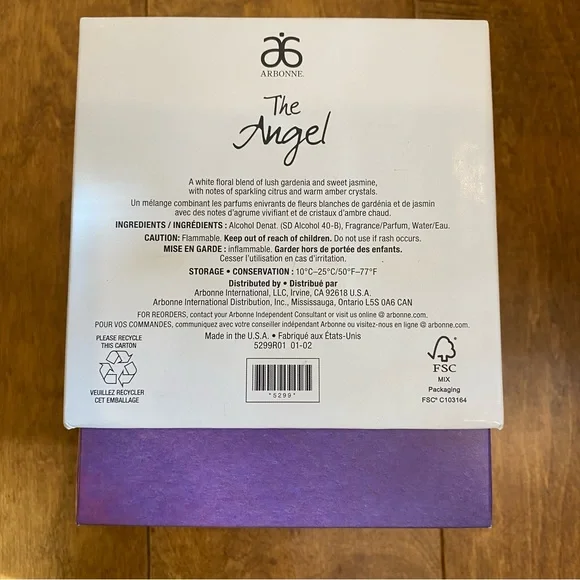 ARBONNE.
The
Angel
A white floral blend of lush gardenia and sweet jasmine,
with notes of sparkling citrus and warm amber crystals.
Un mélange combinant les parfums enivrants de fleurs blanches de gardénia et de jasmin
avec des notes d'agrume vivifiant et de cristaux d'ambre chaud.
INGREDIENTS / INGRÉDIENTS : Alcohol Denat. (SD Alcohol 40-B), Fragrance/Parfum, Water/Eau.
CAUTION: Flammable. Keep out of reach of children. Do not use if rash occurs.
MISE EN GARDE : inflammable. Garder hors de portée des enfants.
Cesser l'utilisation en cas d'irritation.
STORAGE • CONSERVATION : 10°C–25°C/50°F–77°F
Distributed by • Distribué par
Arbonne International, LLC, Irvine, CA 92618 U.S.A.
Arbonne International Distribution, Inc., Mississauga, Ontario L5S 0A6 CAN
FOR REORDERS, contact your Arbonne Independent Consultant or visit us online @ arbonne.com.
POUR VOS COMMANDES, communiquez avec votre conseiller indépendant Arbonne ou visitez-nous en ligne @ arbonne.com.
Made in the U.S.A. • Fabriqué aux États-Unis
5299R01 01-02
PLEASE RECYCLE
THIS CARTON
VEUILLEZ RECYCLER
CET EMBALLAGE
*5299*
FSC
MIX
Packaging
FSC® C103164